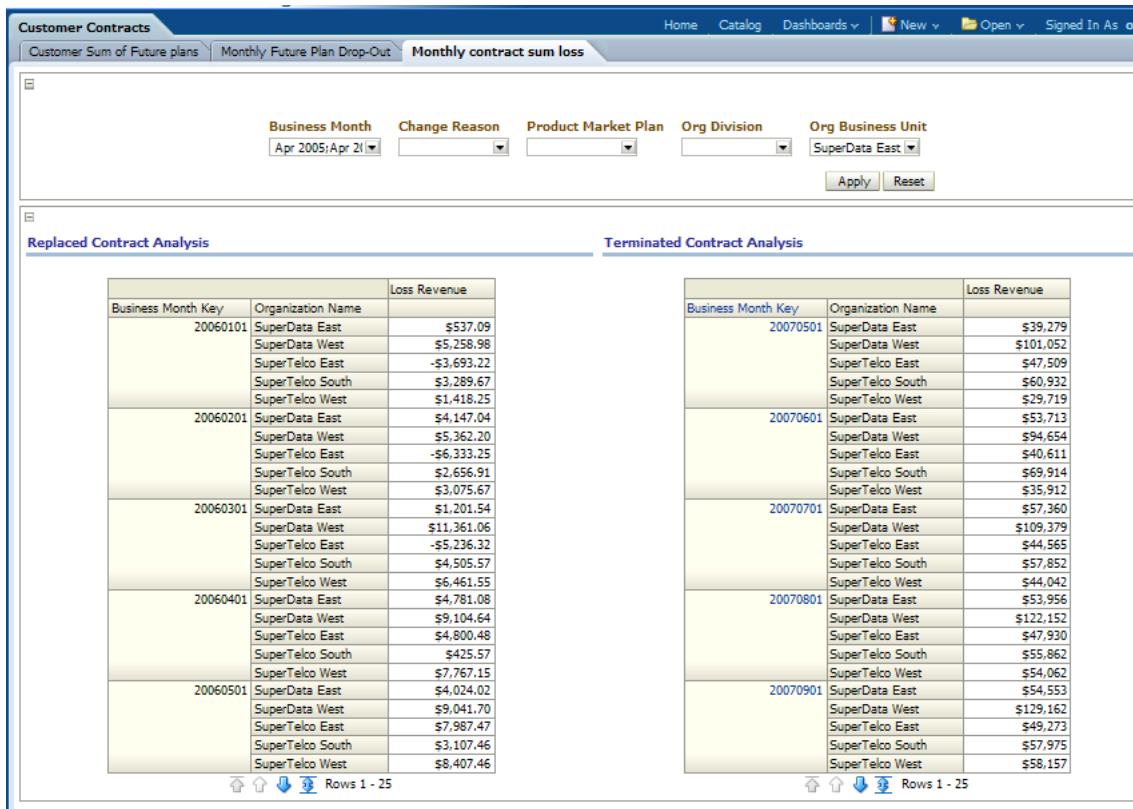 Customer Contracts Home Catalog Dashboards New Open Signed In As o
Customer Sum of Future plans Monthly Future Plan Drop-Out Monthly contract sum loss
Business Month Change Reason Product Market Plan Org Division Org Business Unit
Apr 2005;Apr 20 SuperData East
Apply Reset
Replaced Contract Analysis
Loss Revenue
Business Month Key Organization Name
20060101 SuperData East $537.09
SuperData West $5,258.98
SuperTelco East -$3,693.22
SuperTelco South $3,289.67
SuperTelco West $1,418.25
20060201 SuperData East $4,147.04
SuperData West $5,362.20
SuperTelco East -$6,333.25
SuperTelco South $2,656.91
SuperTelco West $3,075.67
20060301 SuperData East $1,201.54
SuperData West $11,361.06
SuperTelco East -$5,236.32
SuperTelco South $4,505.57
SuperTelco West $6,461.55
20060401 SuperData East $4,781.08
SuperData West $9,104.64
SuperTelco East $4,800.48
SuperTelco South $425.57
SuperTelco West $7,767.15
20060501 SuperData East $4,024.02
SuperData West $9,041.70
SuperTelco East $7,987.47
SuperTelco South $3,107.46
SuperTelco West $8,407.46
Rows 1 - 25
Terminated Contract Analysis
Loss Revenue
Business Month Key Organization Name
20070501 SuperData East $39,279
SuperData West $101,052
SuperTelco East $47,509
SuperTelco South $60,932
SuperTelco West $29,719
20070601 SuperData East $53,713
SuperData West $94,654
SuperTelco East $40,611
SuperTelco South $69,914
SuperTelco West $35,912
20070701 SuperData East $57,360
SuperData West $109,379
SuperTelco East $44,565
SuperTelco South $57,852
SuperTelco West $44,042
20070801 SuperData East $53,956
SuperData West $122,152
SuperTelco East $47,930
SuperTelco South $55,862
SuperTelco West $54,062
20070901 SuperData East $54,553
SuperData West $129,162
SuperTelco East $49,273
SuperTelco South $57,975
SuperTelco West $58,157
Rows 1 - 25